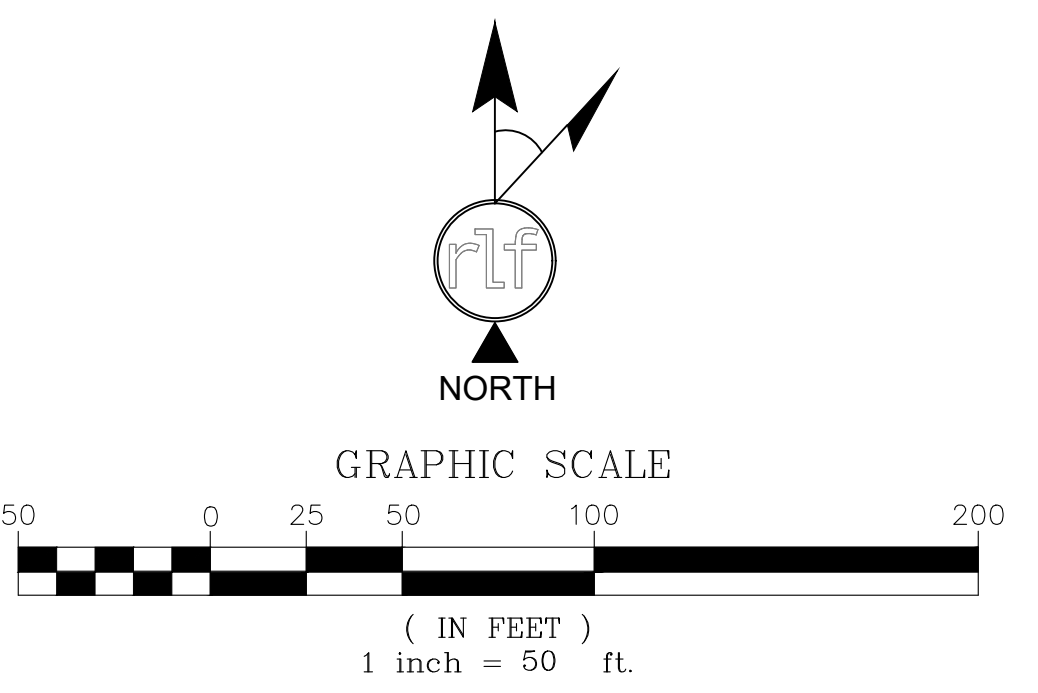 rlf
NORTH
GRAPHIC SCALE
50 0 25 50 100 200
( IN FEET )
1 inch = 50 ft.